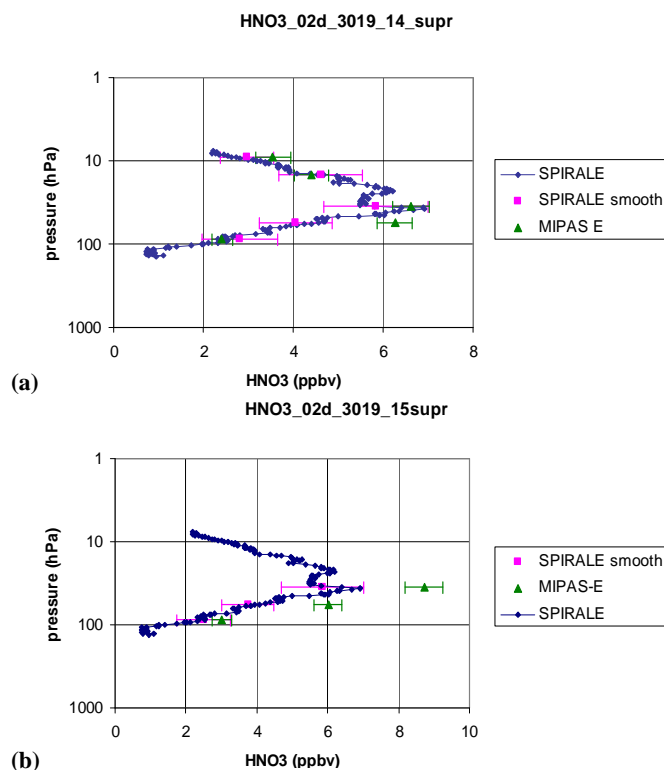 HNO3_02d_3019_14_supr
1
10
100
1000
pressure (hPa)
0 2 4 6 8
HNO3 (ppbv)
SPIRALE
SPIRALE smooth
MIPAS E
(a)
HNO3_02d_3019_15supr
1
10
100
1000
pressure (hPa)
0 2 4 6 8 10
HNO3 (ppbv)
SPIRALE smooth
MIPAS-E
SPIRALE
(b)